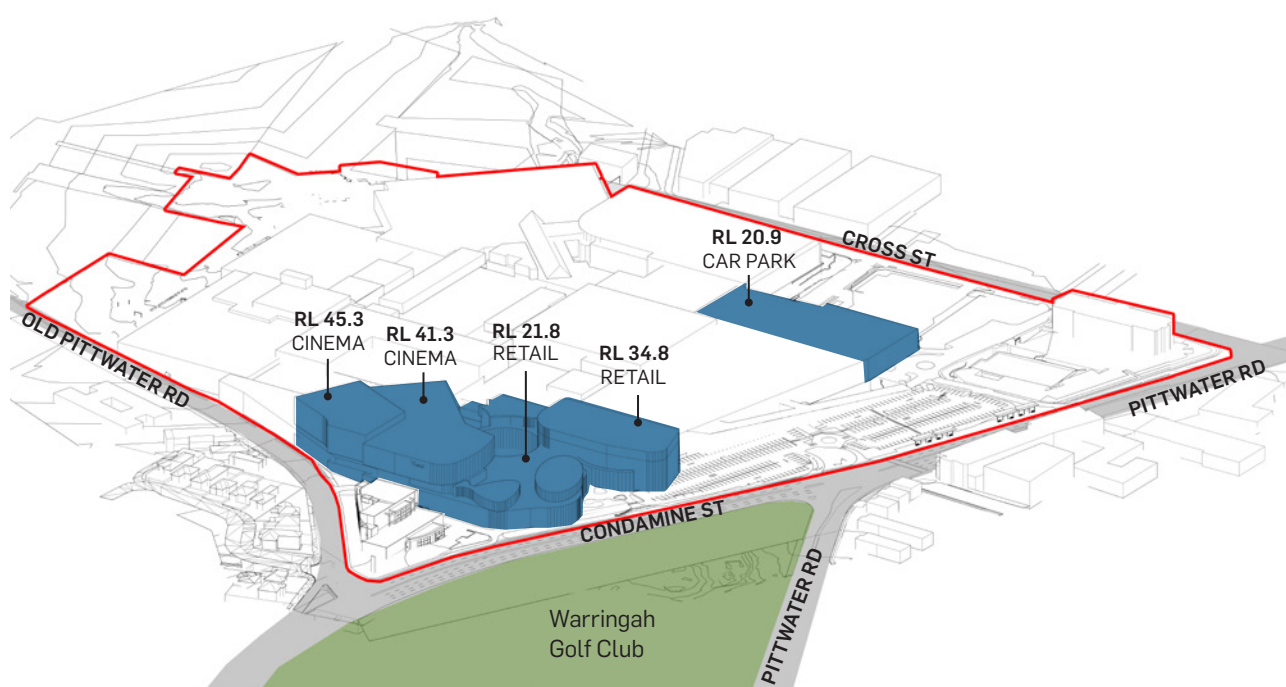 RL 20.9
CAR PARK
CROSS ST
RL 45.3
CINEMA
RL 41.3
CINEMA
RL 21.8
RETAIL
RL 34.8
RETAIL
OLD PITTWATER RD
PITTWATER RD
CONDAMINE ST
Warringah
Golf Club
PITTWATER RD